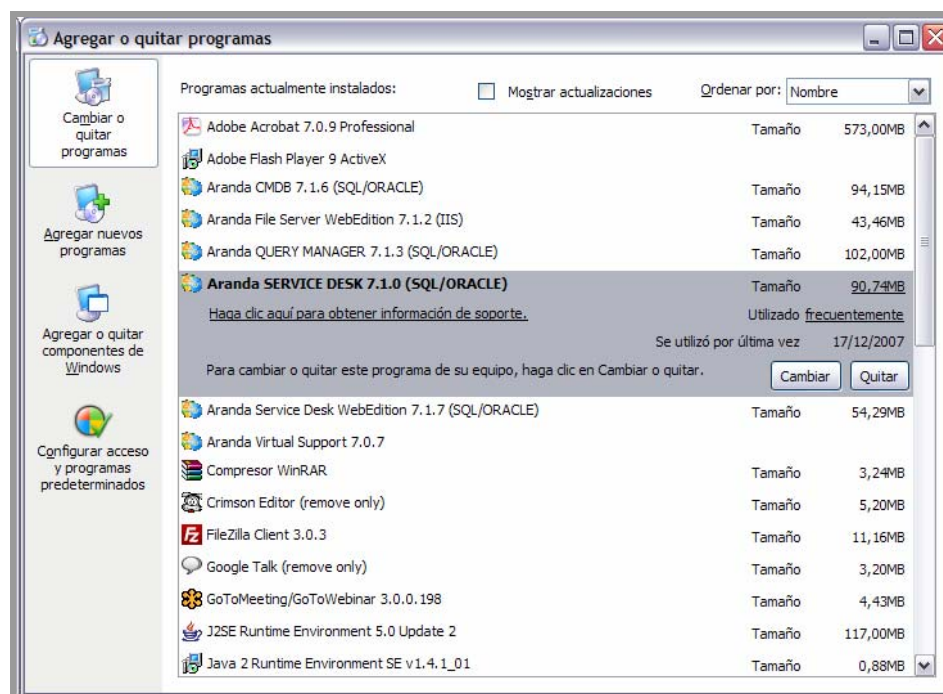 Agregar o quitar programas
Cambiar o
quitar
programas
Agregar nuevos
programas
Agregar o quitar
componentes de
Windows
Configurar acceso
y programas
predeterminados
Programas actualmente instalados: Mostrar actualizaciones Ordenar por: Nombre
Adobe Acrobat 7.0.9 Professional Tamaño 573,00MB
Adobe Flash Player 9 ActiveX
Aranda CMDB 7.1.6 (SQL/ORACLE) Tamaño 94,15MB
Aranda File Server WebEdition 7.1.2 (IIS) Tamaño 43,46MB
Aranda QUERY MANAGER 7.1.3 (SQL/ORACLE) Tamaño 102,00MB
Aranda SERVICE DESK 7.1.0 (SQL/ORACLE) Tamaño 90,74MB
Haga clic aquí para obtener información de soporte. Utilizado frecuentemente
Se utilizó por última vez 17/12/2007
Para cambiar o quitar este programa de su equipo, haga clic en Cambiar o quitar. Cambiar Quitar
Aranda Service Desk WebEdition 7.1.7 (SQL/ORACLE) Tamaño 54,29MB
Aranda Virtual Support 7.0.7
Compresor WinRAR Tamaño 3,24MB
Crimson Editor (remove only) Tamaño 5,20MB
FileZilla Client 3.0.3 Tamaño 11,16MB
Google Talk (remove only) Tamaño 3,20MB
GoToMeeting/GoToWebinar 3.0.0.198 Tamaño 4,43MB
J2SE Runtime Environment 5.0 Update 2 Tamaño 117,00MB
Java 2 Runtime Environment SE v1.4.1_01 Tamaño 0,88MB